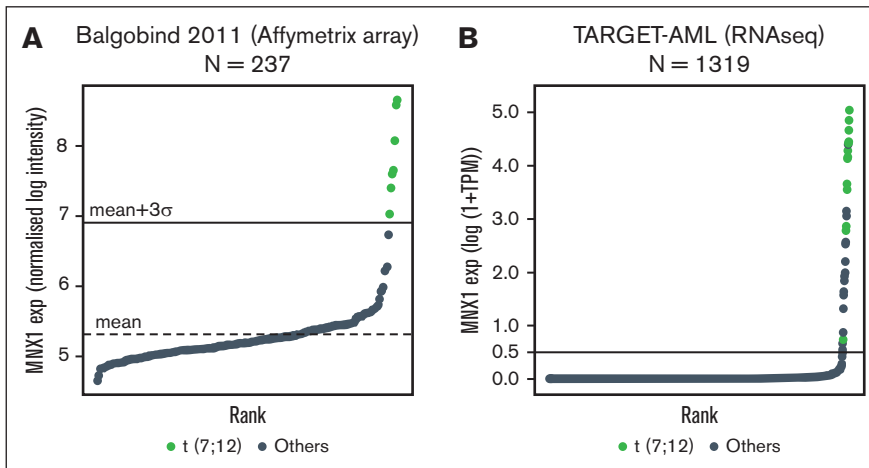 A
Balgobind 2011 (Affymetrix array)
N = 237
MNX1 exp (normalised log intensity)
8
7
6
5
mean+3σ
mean
Rank
t (7;12) Others
B
TARGET-AML (RNAseq)
N = 1319
MNX1 exp (log (1+TPM))
5.0
4.0
3.0
2.0
1.0
0.5
0.0
Rank
t (7;12) Others